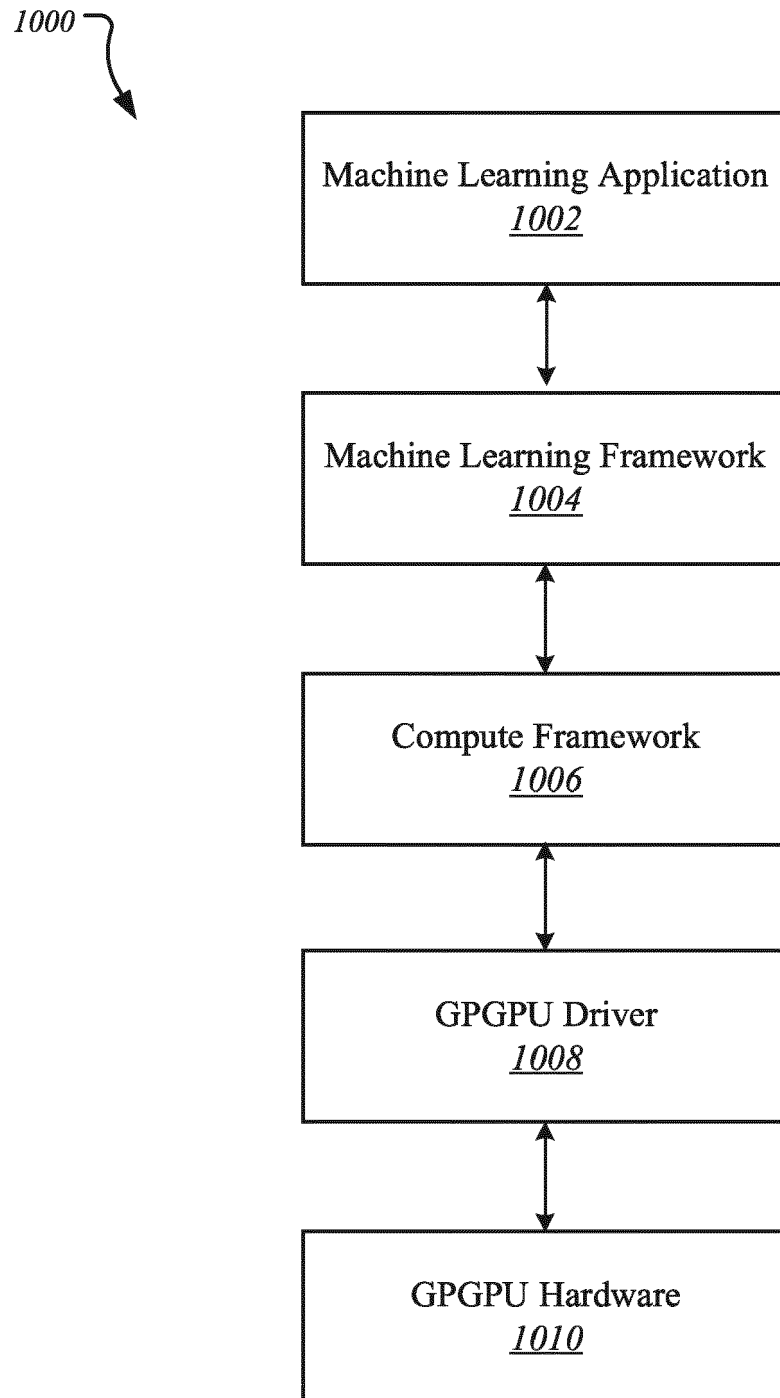 1000
Machine Learning Application
1002
Machine Learning Framework
1004
Compute Framework
1006
GPGPU Driver
1008
GPGPU Hardware
1010